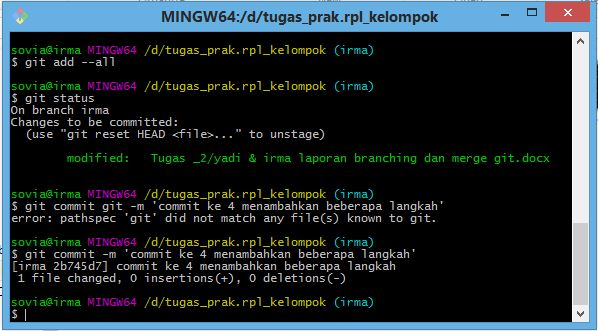 MINGW64:/d/tugas_prak.rpl_kelompok
sovia@irma MINGW64 /d/tugas_prak.rpl_kelompok (irma)
$ git add --all
sovia@irma MINGW64 /d/tugas_prak.rpl_kelompok (irma)
$ git status
On branch irma
Changes to be committed:
  (use "git reset HEAD <file>..." to unstage)
        modified:   Tugas _2/yadi & irma laporan branching dan merge git.docx
sovia@irma MINGW64 /d/tugas_prak.rpl_kelompok (irma)
$ git commit git -m 'commit ke 4 menambahkan beberapa langkah'
error: pathspec 'git' did not match any file(s) known to git.
sovia@irma MINGW64 /d/tugas_prak.rpl_kelompok (irma)
$ git commit -m 'commit ke 4 menambahkan beberapa langkah'
[irma 2b745d7] commit ke 4 menambahkan beberapa langkah
 1 file changed, 0 insertions(+), 0 deletions(-)
sovia@irma MINGW64 /d/tugas_prak.rpl_kelompok (irma)
$